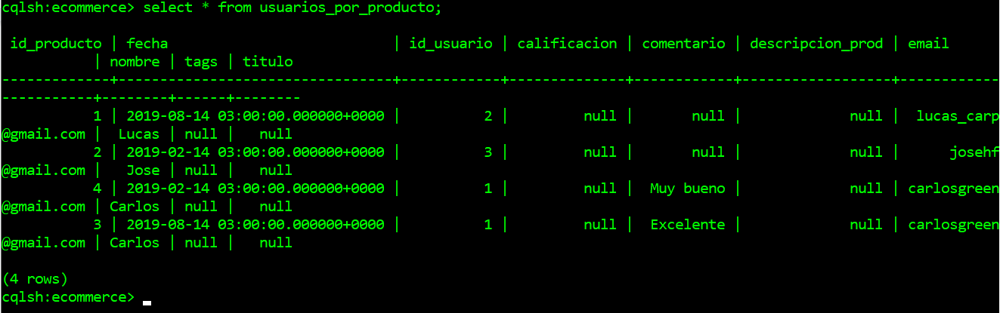 cqlsh:ecommerce> select * from usuarios_por_producto;
 id_producto | fecha                           | id_usuario | calificacion | comentario | descripcion_prod | email
           | nombre | tags | titulo
-------------+---------------------------------+------------+--------------+------------+------------------+------------
-----------+--------+------+--------
           1 | 2019-08-14 03:00:00.000000+0000 |          2 |         null |       null |             null |  lucas_carp
@gmail.com |  Lucas | null |   null
           2 | 2019-02-14 03:00:00.000000+0000 |          3 |         null |       null |             null |      josehf
@gmail.com |   Jose | null |   null
           4 | 2019-02-14 03:00:00.000000+0000 |          1 |         null |  Muy bueno |             null | carlosgreen
@gmail.com | Carlos | null |   null
           3 | 2019-08-14 03:00:00.000000+0000 |          1 |         null |  Excelente |             null | carlosgreen
@gmail.com | Carlos | null |   null
(4 rows)
cqlsh:ecommerce> _